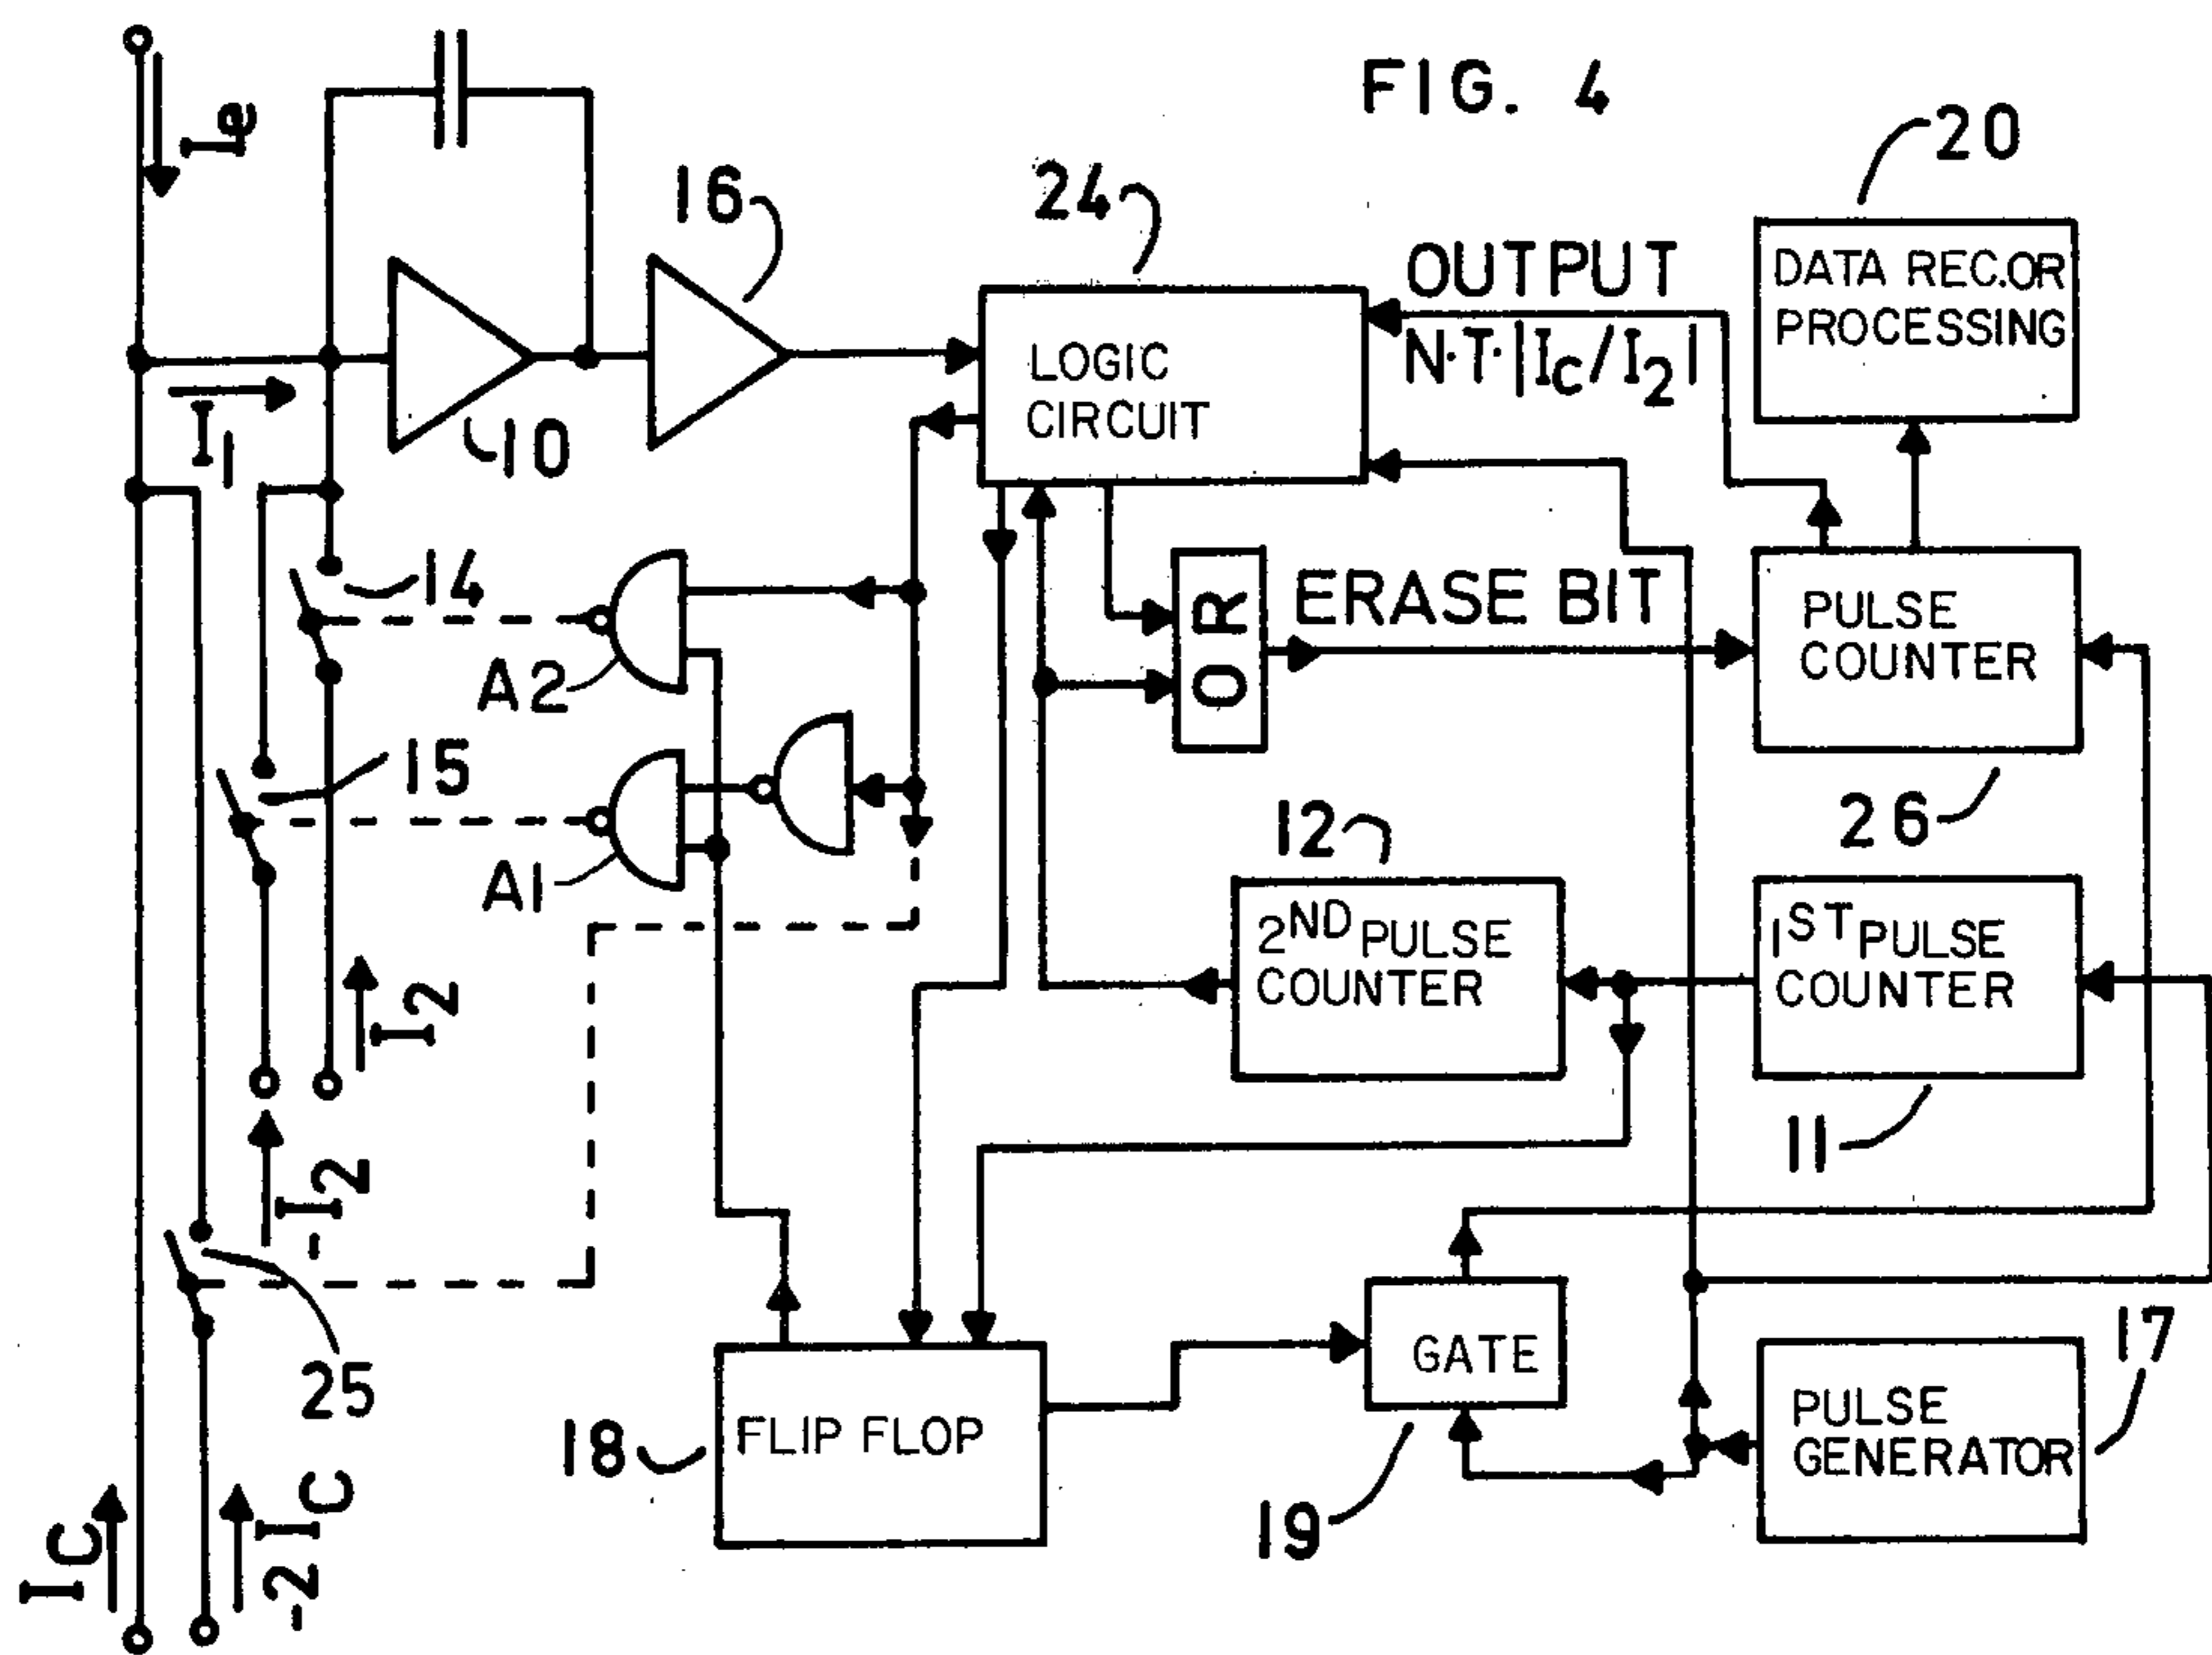 FIG. 4
Ie
20
16
24
OUTPUT
DATA REC.OR
PROCESSING
N·T·|IC/I2|
LOGIC
CIRCUIT
I1
10
14
OR
ERASE BIT
PULSE
COUNTER
A2
15
26
12
A1
2ND PULSE
COUNTER
1ST PULSE
COUNTER
I2
11
-I2
17
GATE
25
PULSE
GENERATOR
18
FLIP FLOP
19
IC
-2IC